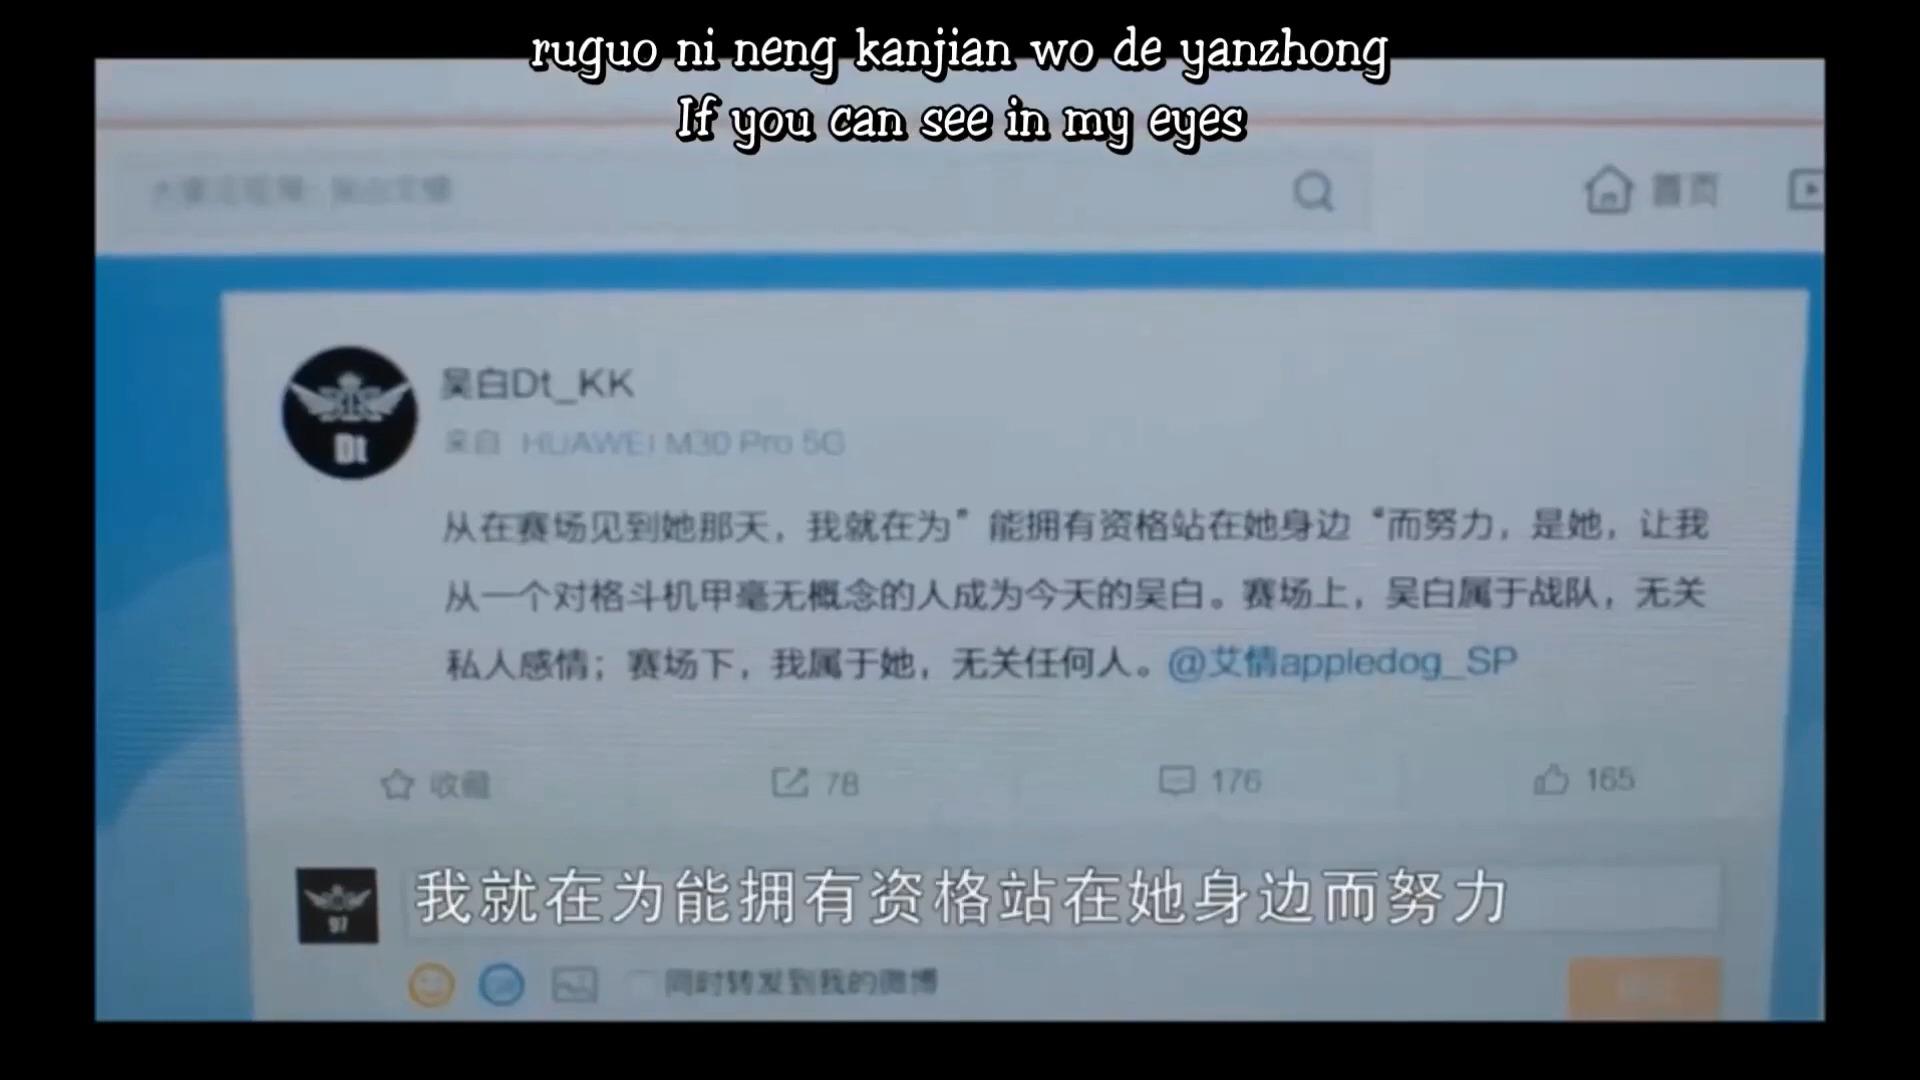 ruguo ni neng kanjian wo de yanzhong
If you can see in my eyes
首页
吴白Dt_KK
Dt
来自 HUAWEI M30 Pro 5G
从在赛场见到她那天，我就在为”能拥有资格站在她身边“而努力，是她，让我
从一个对格斗机甲毫无概念的人成为今天的吴白。赛场上，吴白属于战队，无关
私人感情；赛场下，我属于她，无关任何人。@艾情appledog_SP
收藏
78
176
165
97
我就在为能拥有资格站在她身边而努力
同时转发到我的微博